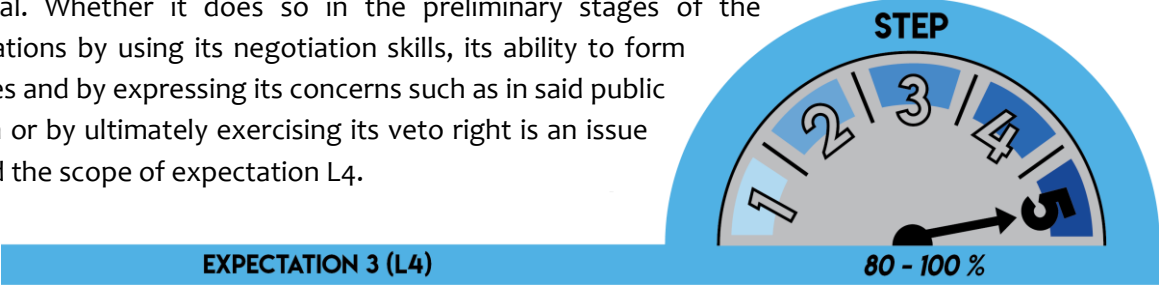 al. Whether it does so in the preliminary stages of the
ations by using its negotiation skills, its ability to form
es and by expressing its concerns such as in said public
or by ultimately exercising its veto right is an issue
the scope of expectation L4.
STEP
1
2
3
4
5
EXPECTATION 3 (L4)
80 - 100 %